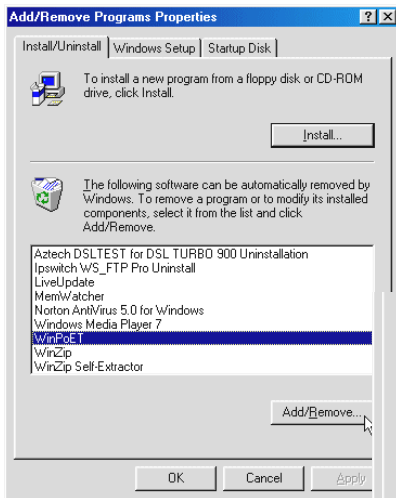 Add/Remove Programs Properties
Install/Uninstall
Windows Setup
Startup Disk
To install a new program from a floppy disk or CD-ROM
drive, click Install.
Install...
The following software can be automatically removed by
Windows. To remove a program or to modify its installed
components, select it from the list and click
Add/Remove.
Aztech DSLTEST for DSL TURBO 900 Uninstallation
Ipswitch WS_FTP Pro Uninstall
LiveUpdate
MemWatcher
Norton AntiVirus 5.0 for Windows
Windows Media Player 7
WinPoET
WinZip
WinZip Self-Extractor
Add/Remove...
OK
Cancel
Apply